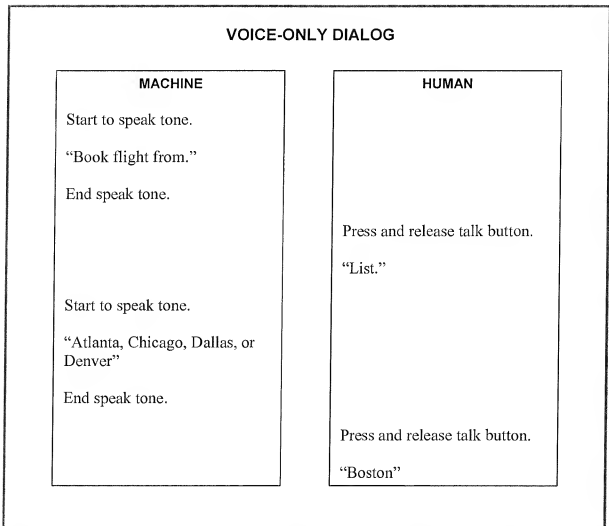 VOICE-ONLY DIALOG
MACHINE
Start to speak tone.
“Book flight from.”
End speak tone.
Start to speak tone.
“Atlanta, Chicago, Dallas, or
Denver”
End speak tone.
HUMAN
Press and release talk button.
“List.”
Press and release talk button.
“Boston”